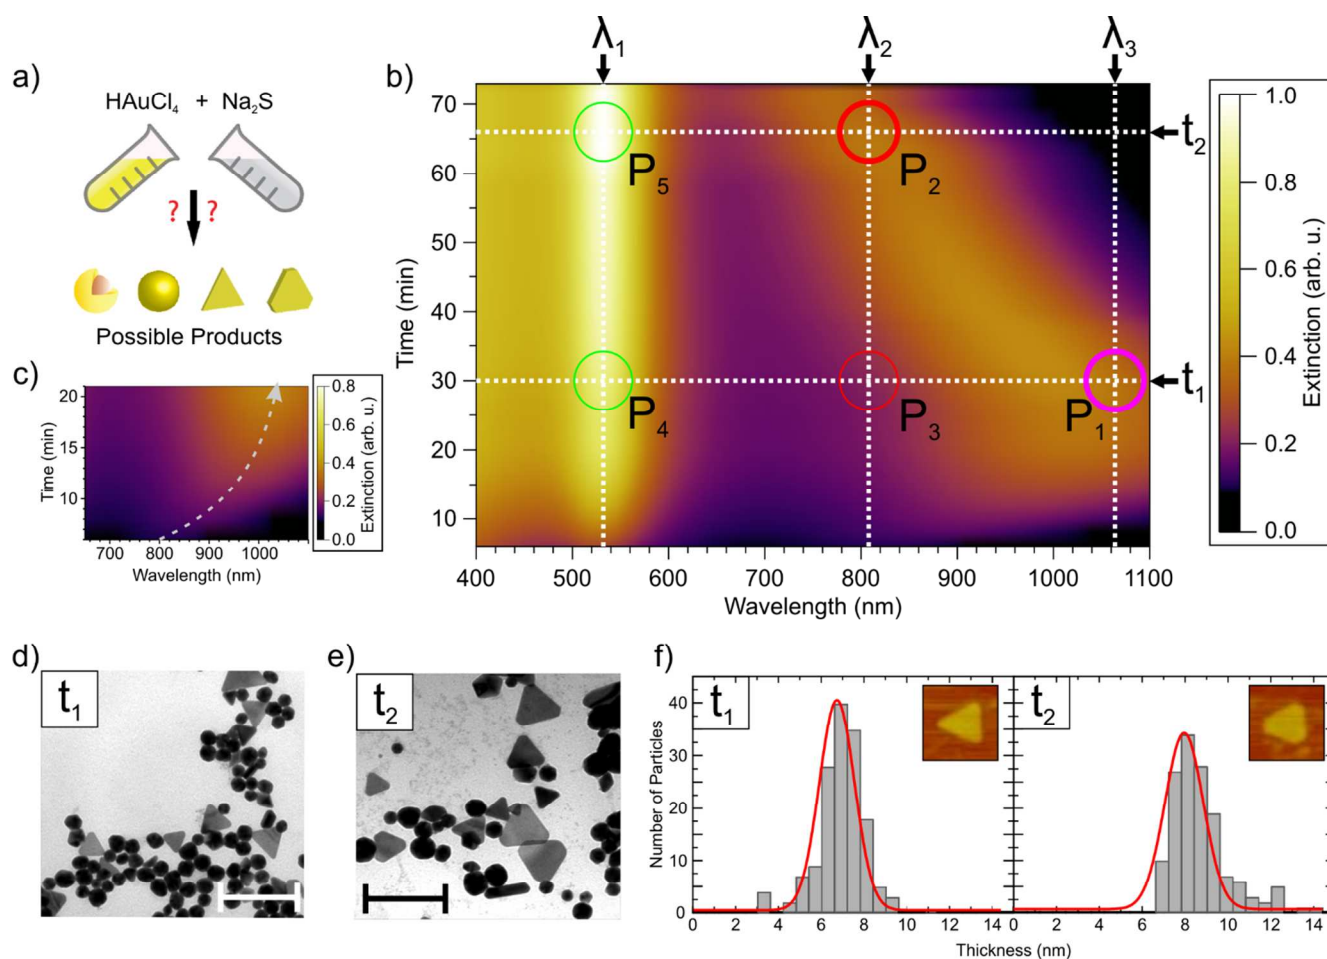 a)
HAuCl₄ + Na₂S
? ?
Possible Products
b)
λ₁ λ₂ λ₃
70
60
50
40
30
20
10
Time (min)
400 500 600 700 800 900 1000 1100
Wavelength (nm)
P₅ P₂
P₄ P₃ P₁
t₂
t₁
1.0
0.8
0.6
0.4
0.2
0.0
Extinction (arb. u.)
c)
20
15
10
Time (min)
700 800 900 1000
Wavelength (nm)
0.8
0.6
0.4
0.2
0.0
Extinction (arb. u.)
d)
t₁
e)
t₂
f)
t₁
t₂
40
30
20
10
0
Number of Particles
0 2 4 6 8 10 12 14
0 2 4 6 8 10 12 14
Thickness (nm)